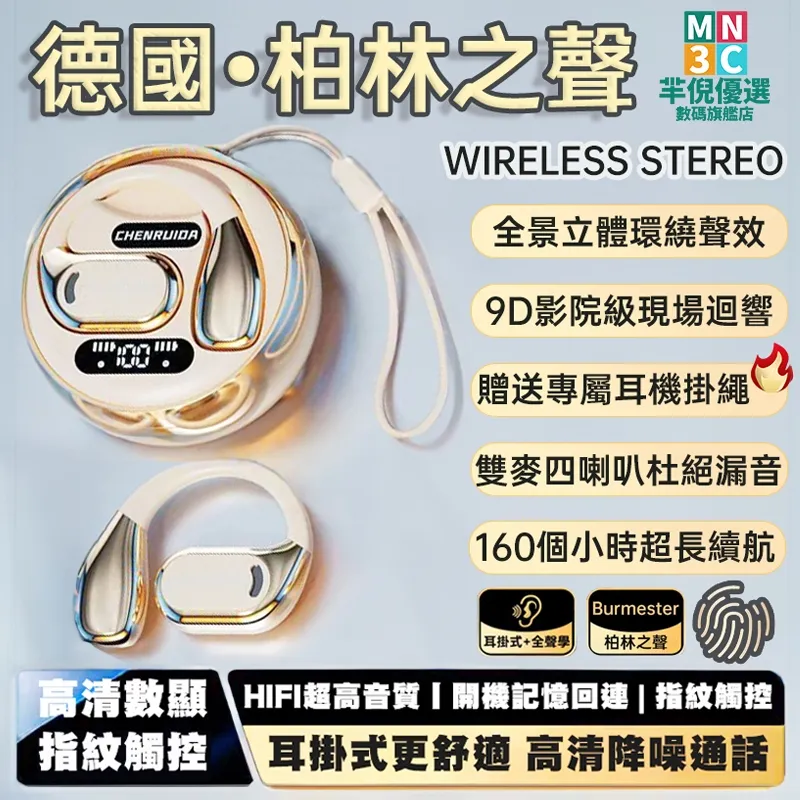 德國·柏林之聲
MN
3C
芈倪優選
數碼旗艦店
WIRELESS STEREO
全景立體環繞聲效
9D影院級現場迴響
贈送專屬耳機掛繩
雙麥四喇叭杜絕漏音
160個小時超長續航
CHENRUIDA
100
耳掛式+全聲學
Burmester
柏林之聲
高清數顯
指紋觸控
HIFI超高音質丨開機記憶回連|指紋觸控
耳掛式更舒適 高清降噪通話